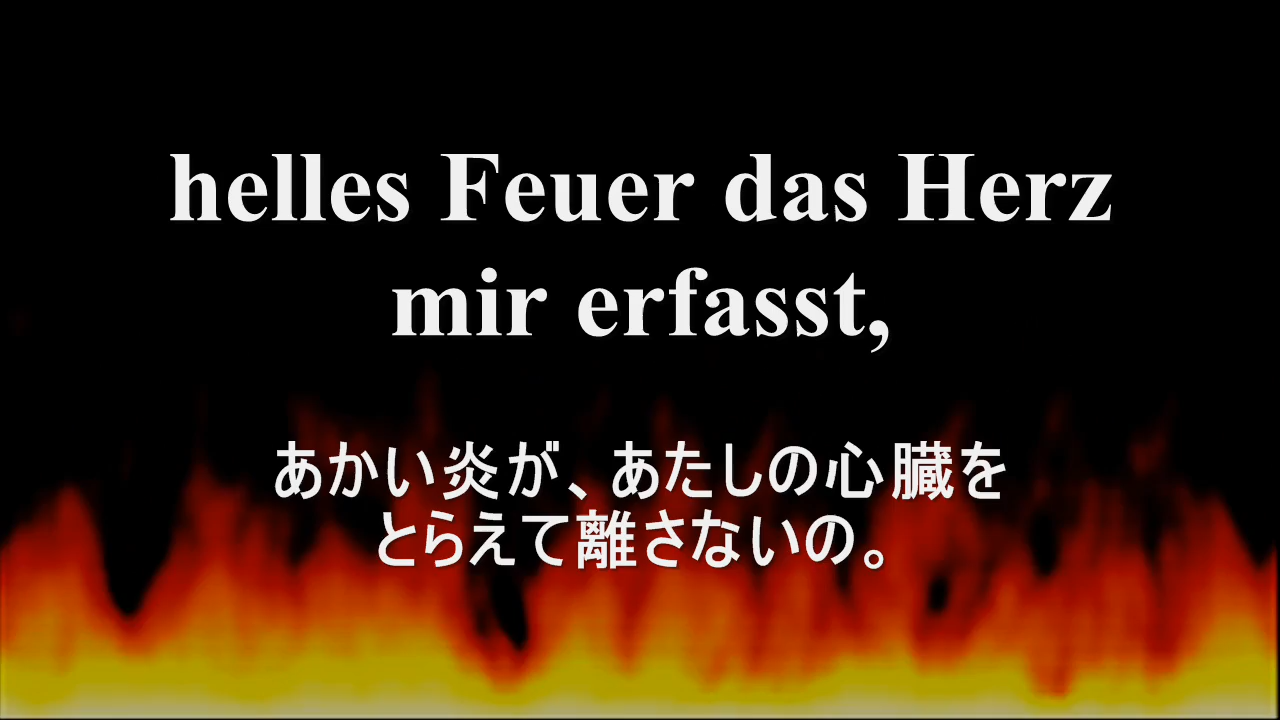 helles Feuer das Herz
mir erfasst,
あかい炎が、あたしの心臓を
とらえて離さないの。